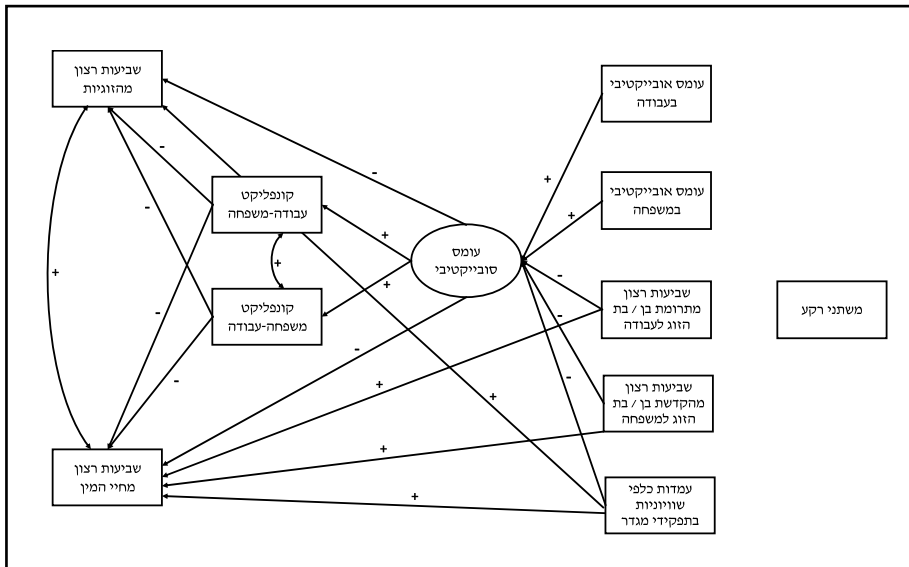 משתני רקע
עומס אובייקטיבי
בעבודה
עומס אובייקטיבי
במשפחה
שביעות רצון
מתרומת בן / בת
הזוג לעבודה
שביעות רצון
מהקדשת בן / בת
הזוג למשפחה
עמדות כלפי
שוויוניות
בתפקידי מגדר
עומס
סובייקטיבי
קונפליקט
עבודה-משפחה
קונפליקט
משפחה-עבודה
שביעות רצון
מהזוגיות
שביעות רצון
מחיי המין
+
+
-
-
-
-
+
+
+
-
+
+
+
+
-
-
-
-
+